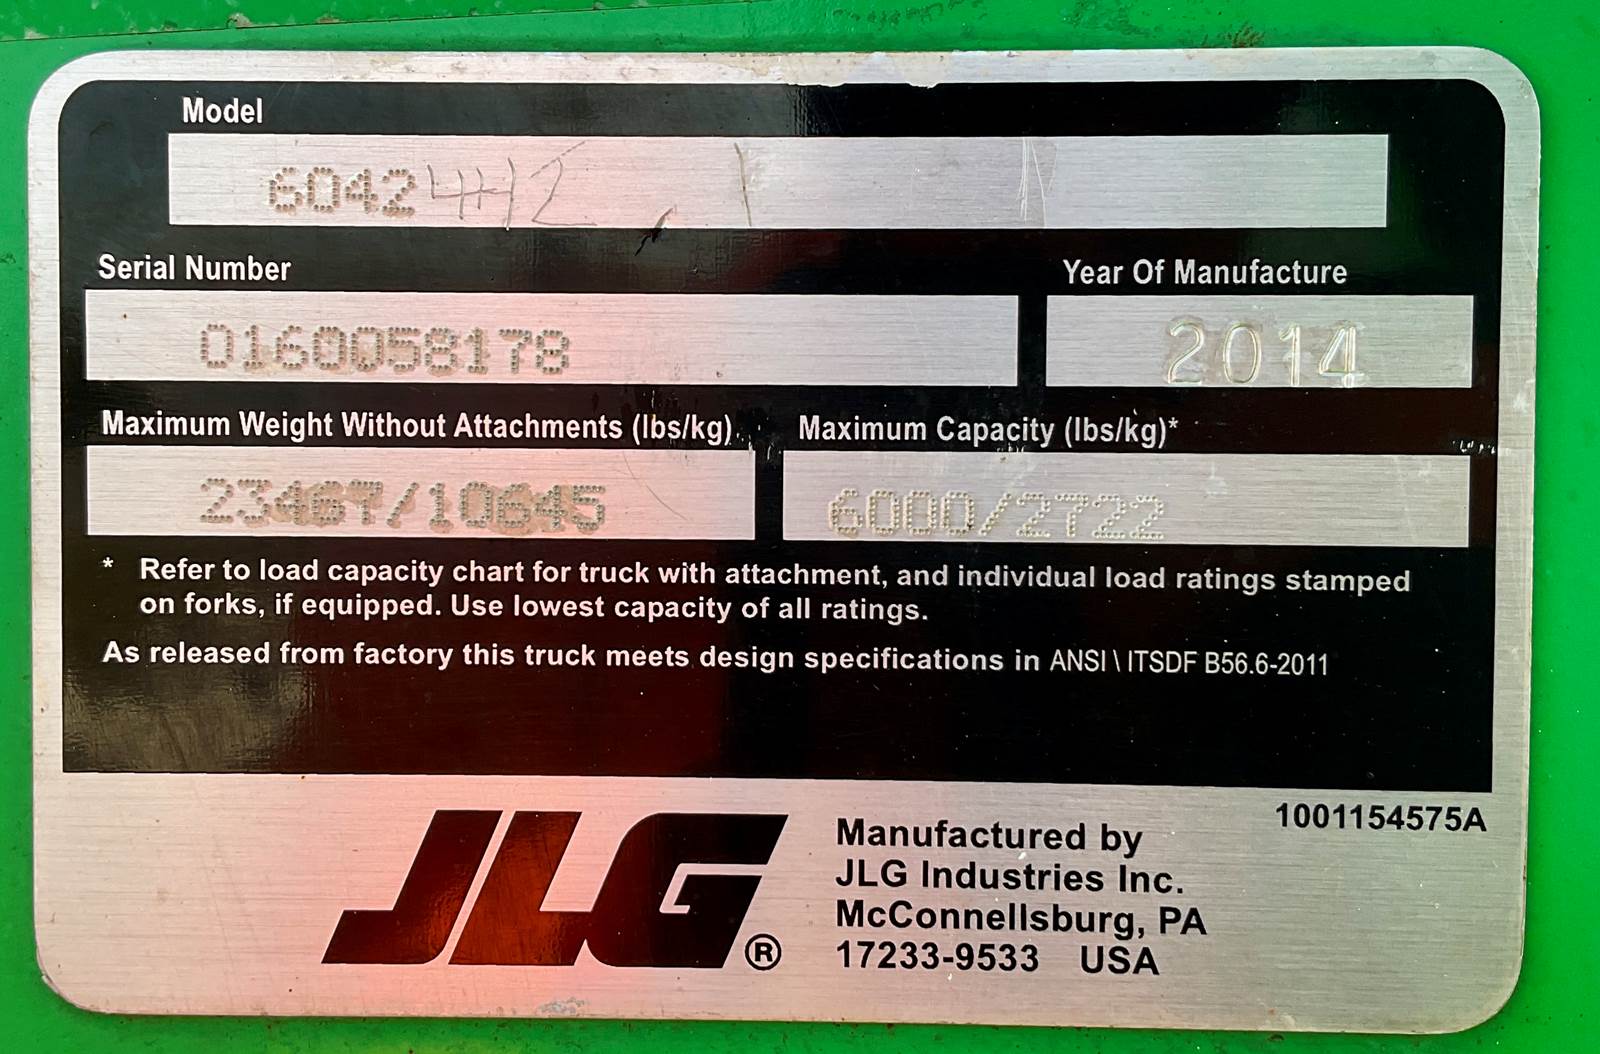 Model
6042
Serial Number
0160058178
Year Of Manufacture
2014
Maximum Weight Without Attachments (lbs/kg)
23467/10645
Maximum Capacity (lbs/kg)*
6000/2722
* Refer to load capacity chart for truck with attachment, and individual load ratings stamped
on forks, if equipped. Use lowest capacity of all ratings.
As released from factory this truck meets design specifications in ANSI \ ITSDF B56.6-2011
1001154575A
JLG®
Manufactured by
JLG Industries Inc.
McConnellsburg, PA
17233-9533 USA